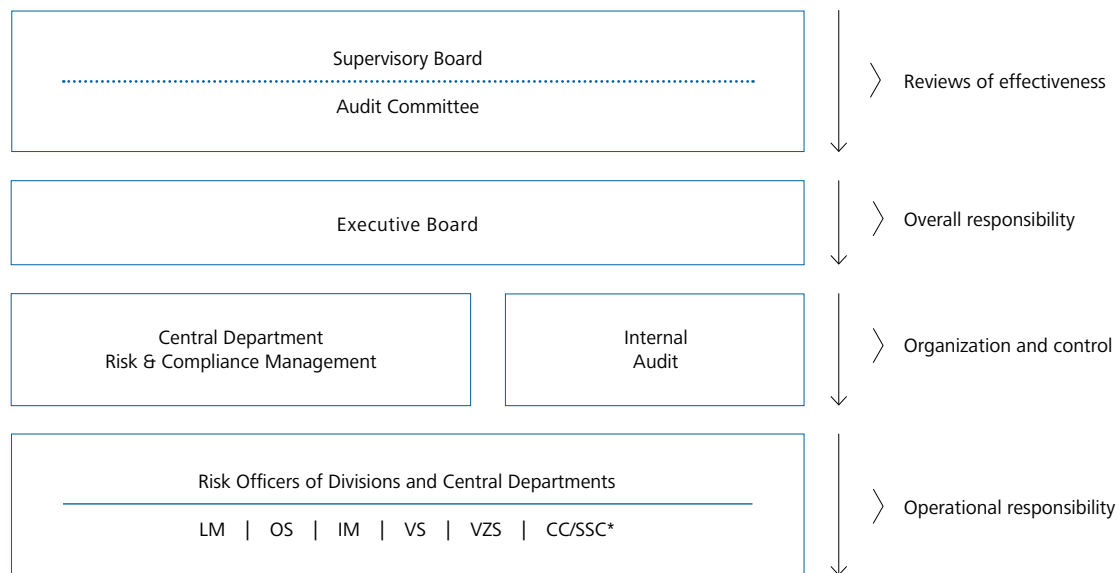 Supervisory Board
Audit Committee
Reviews of effectiveness
Executive Board
Overall responsibility
Central Department
Risk & Compliance Management
Internal
Audit
Organization and control
Risk Officers of Divisions and Central Departments
LM | OS | IM | VS | VZS | CC/SSC*
Operational responsibility